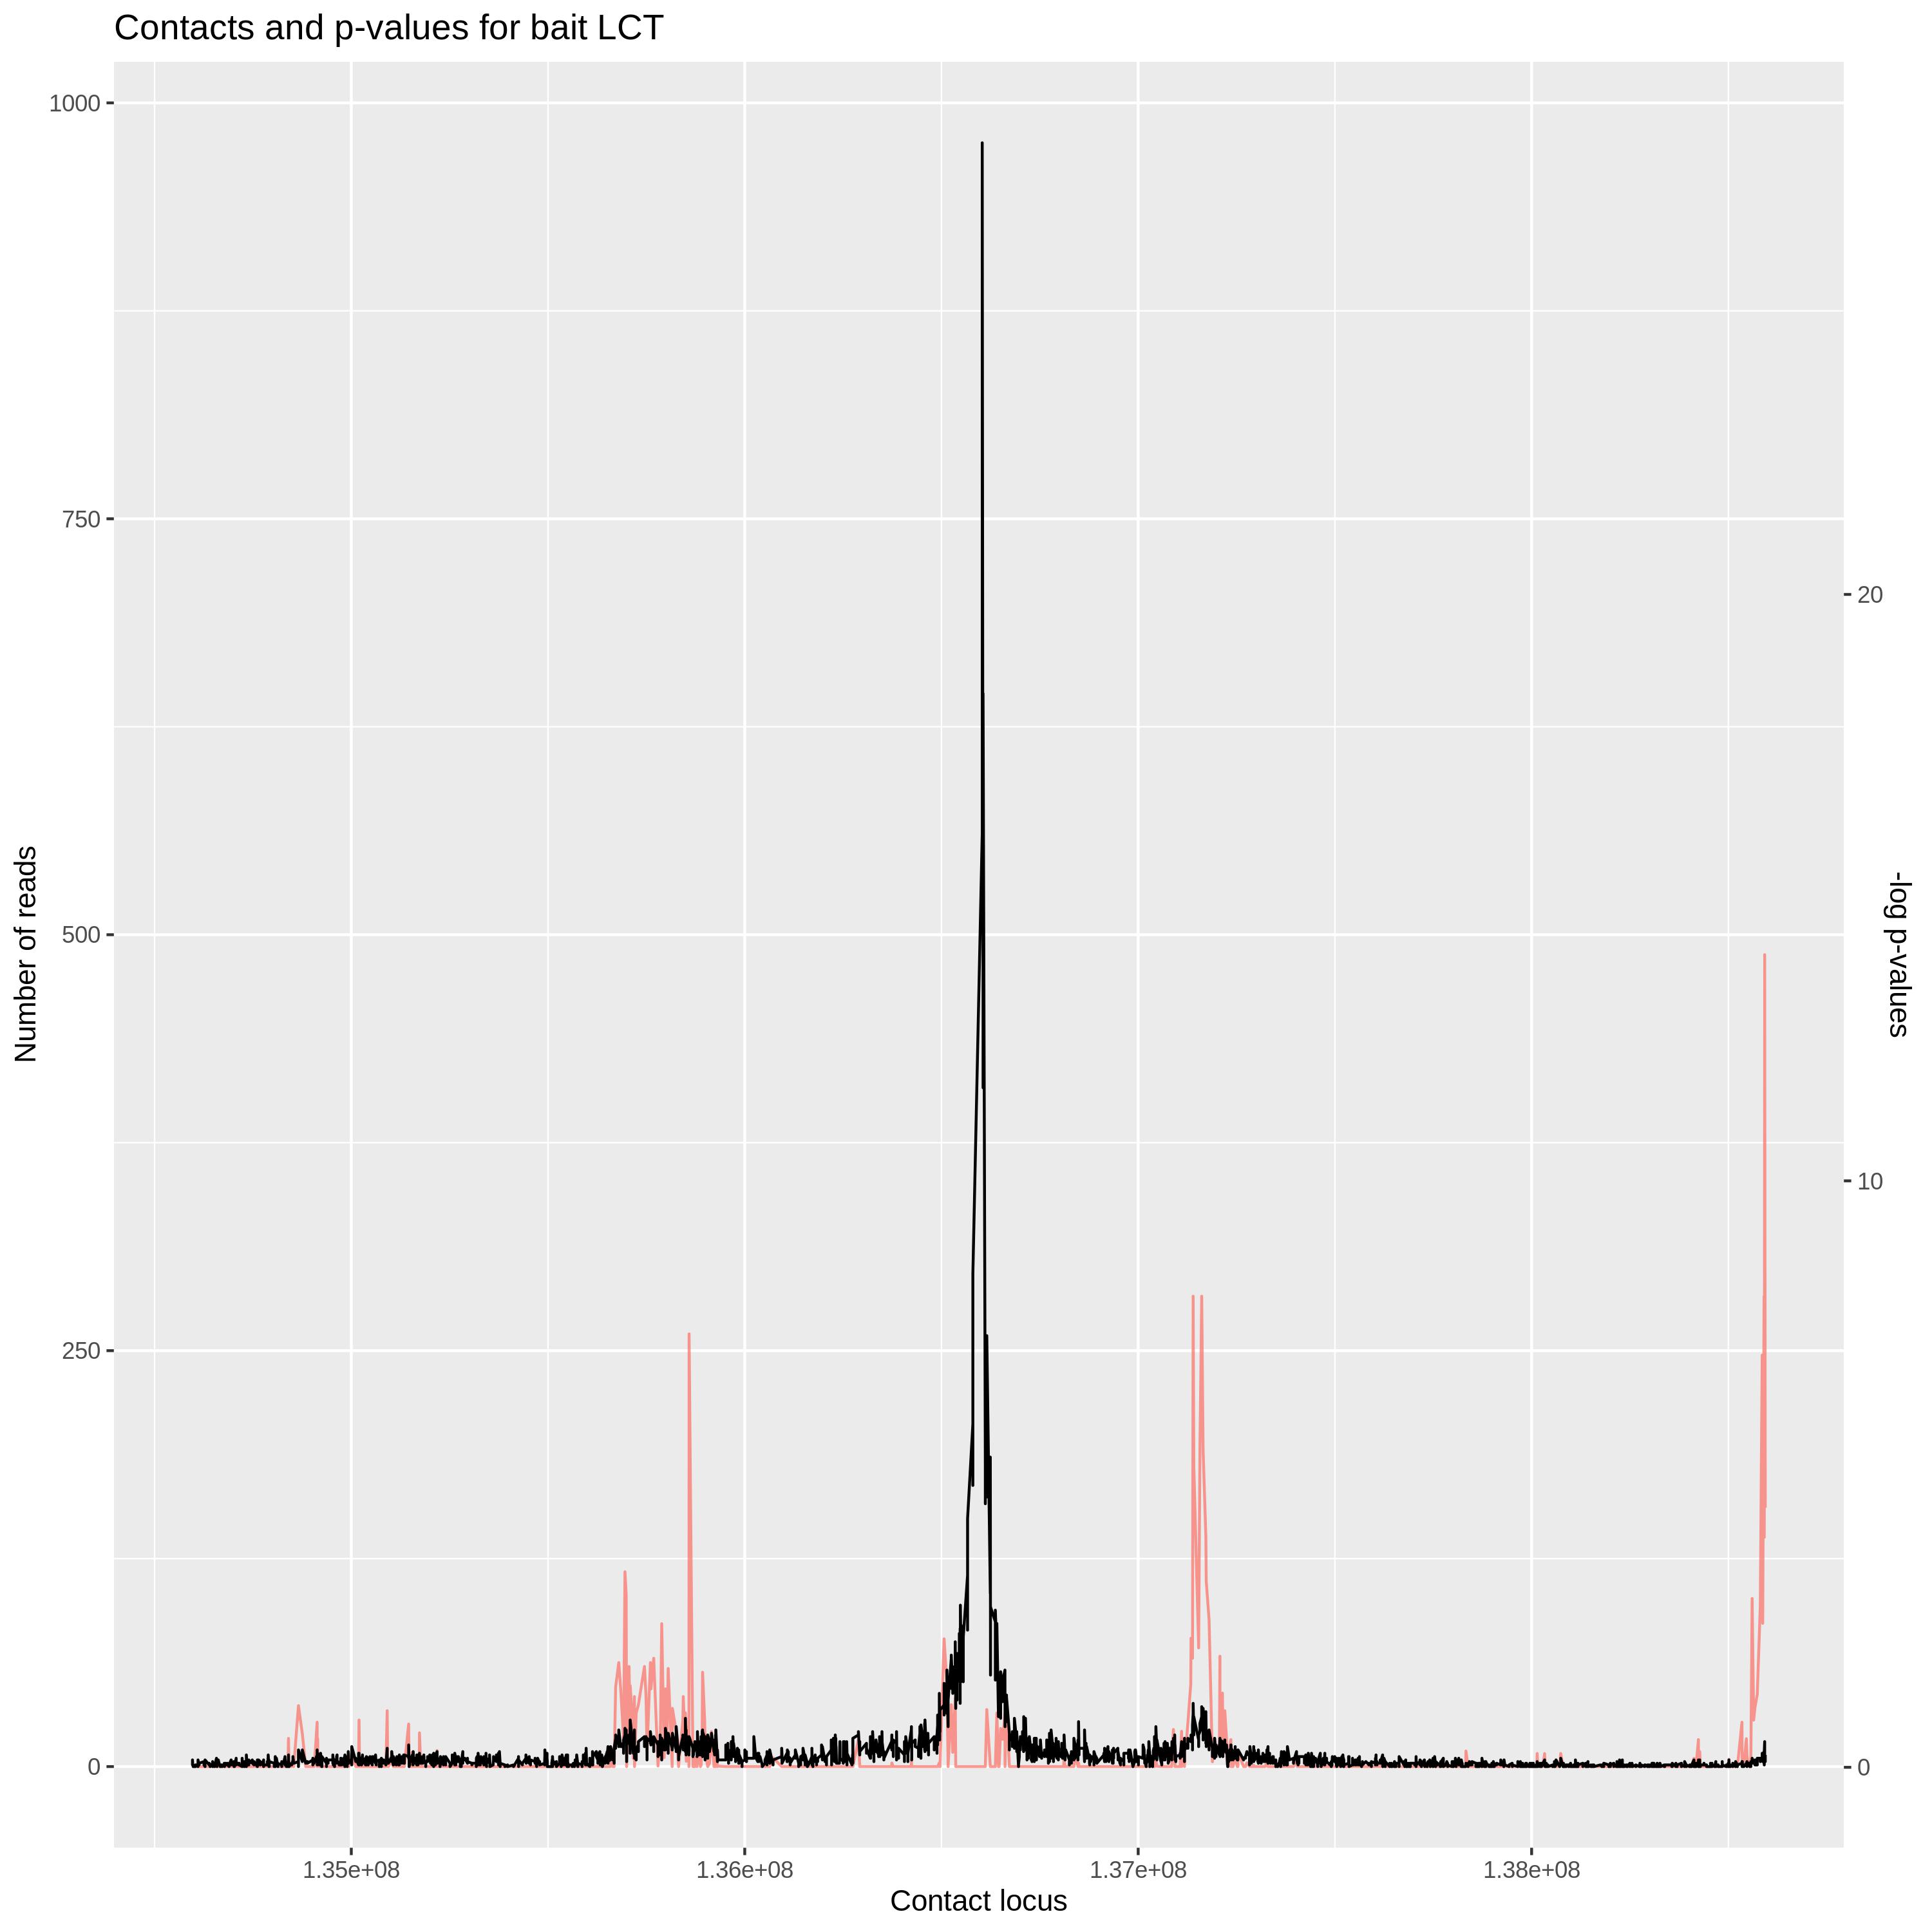 Contacts and p-values for bait LCT
1000
750
500
250
0
Number of reads
20
10
0
-log p-values
1.35e+08
1.36e+08
1.37e+08
1.38e+08
Contact locus